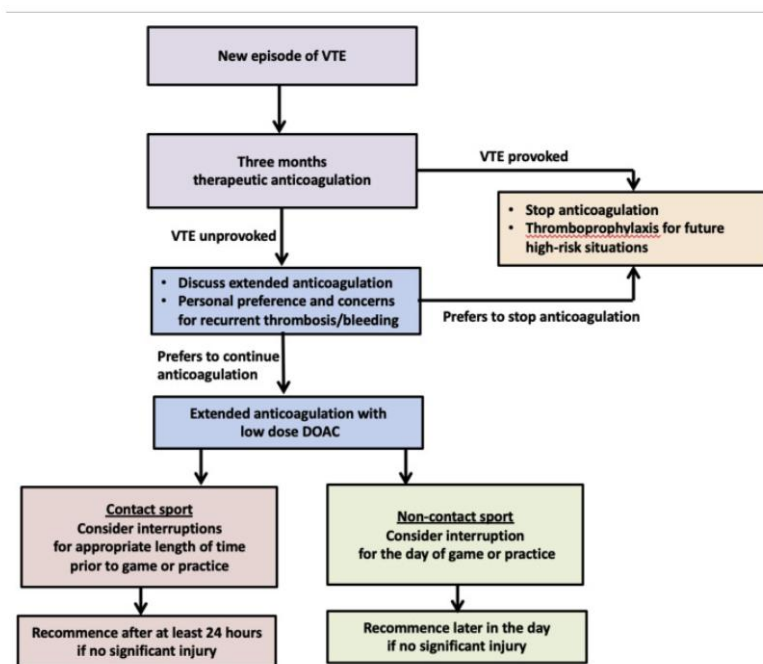 New episode of VTE
Three months
therapeutic anticoagulation
VTE provoked
• Stop anticoagulation
• Thromboprophylaxis for future
high-risk situations
VTE unprovoked
• Discuss extended anticoagulation
• Personal preference and concerns
for recurrent thrombosis/bleeding
Prefers to stop anticoagulation
Prefers to continue
anticoagulation
Extended anticoagulation with
low dose DOAC
Contact sport
Consider interruptions
for appropriate length of time
prior to game or practice
Non-contact sport
Consider interruption
for the day of game or practice
Recommence after at least 24 hours
if no significant injury
Recommence later in the day
if no significant injury